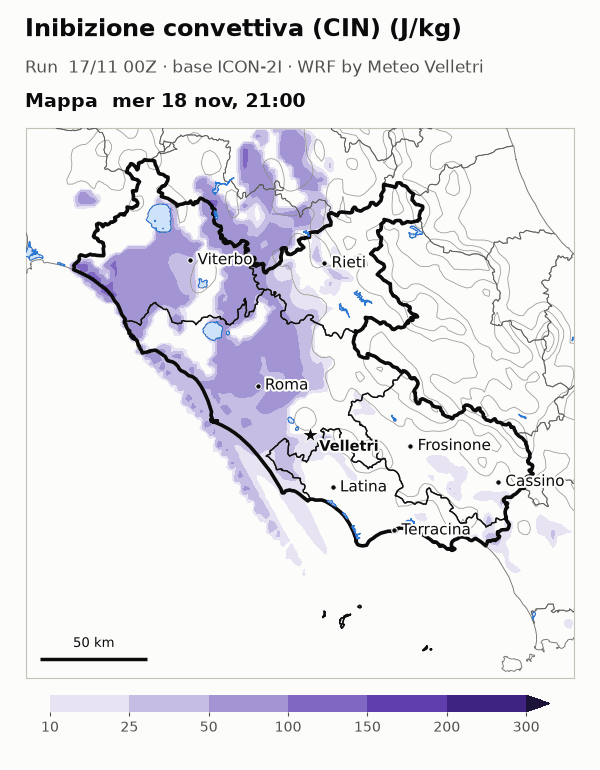 Inibizione convettiva (CIN) (J/kg)
Run  17/11 00Z · base ICON-2I · WRF by Meteo Velletri
Mappa  mer 18 nov, 21:00
Viterbo
Rieti
Roma
Velletri
Frosinone
Latina
Cassino
Terracina
50 km
10 25 50 100 150 200 300